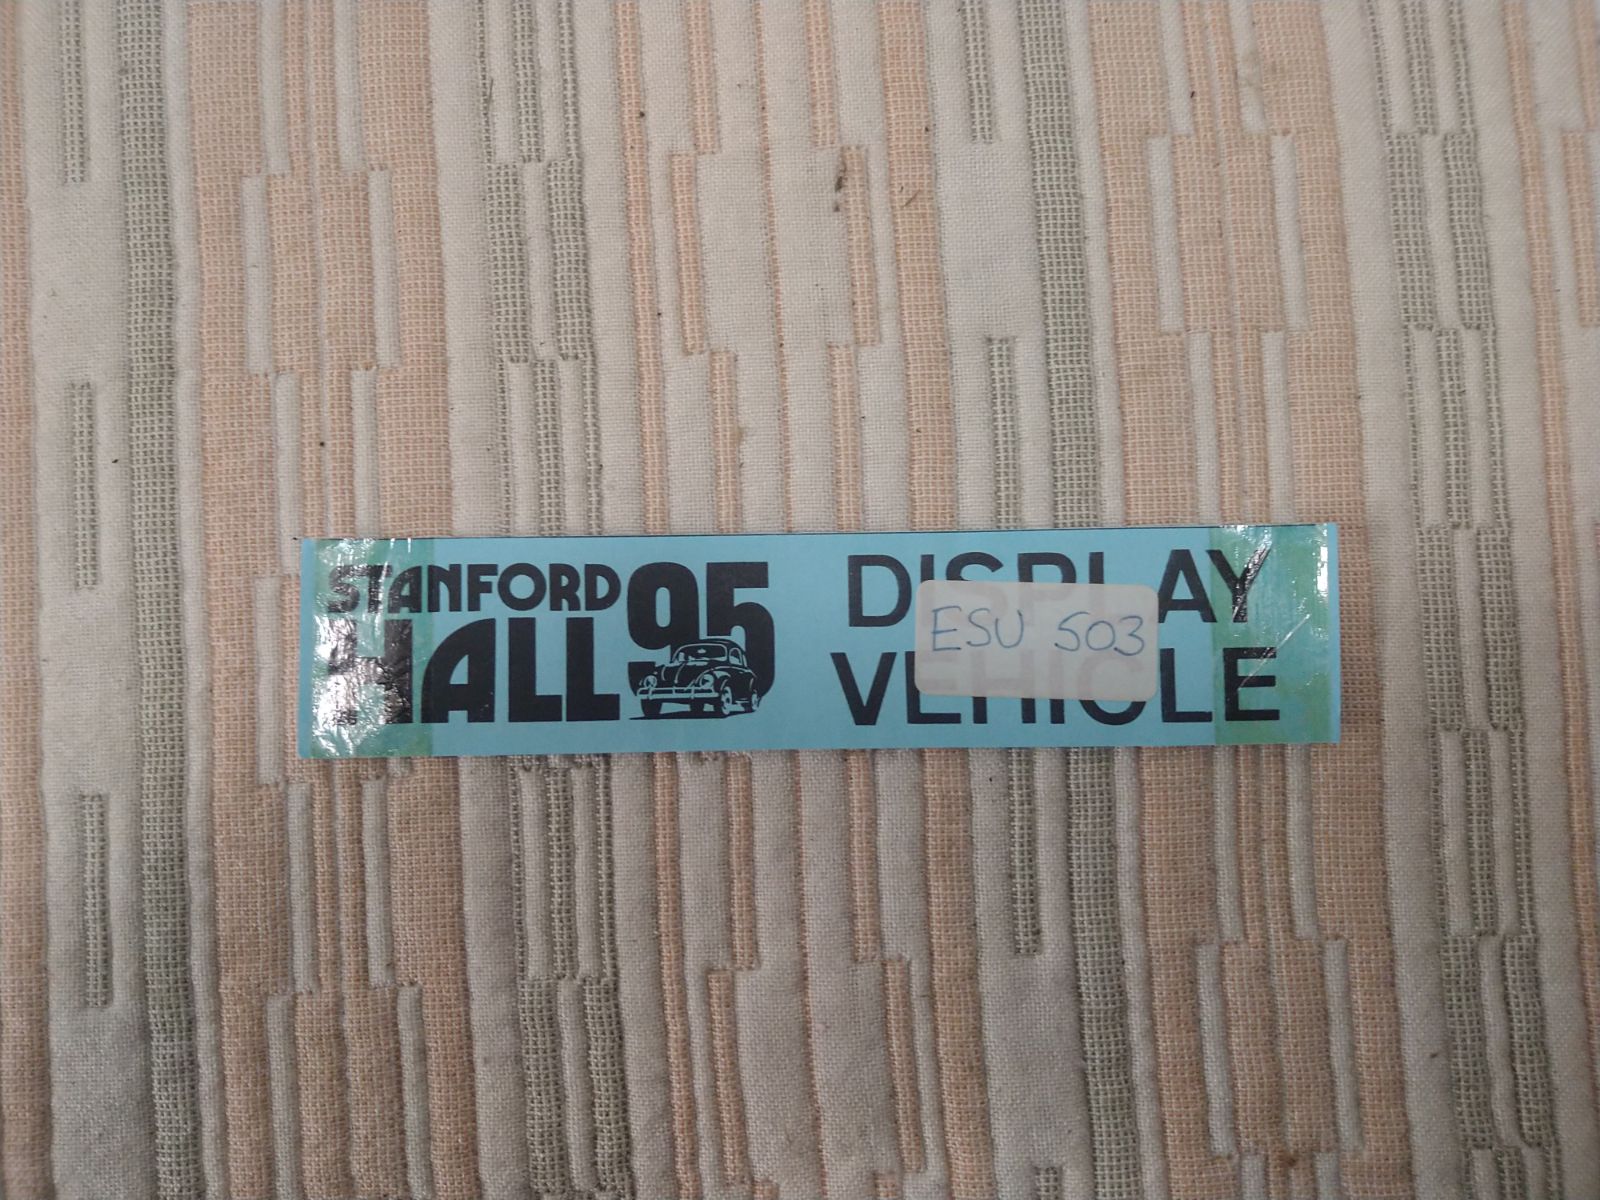 STANFORD
HALL 95
DISPLAY
VEHICLE
ESU 503